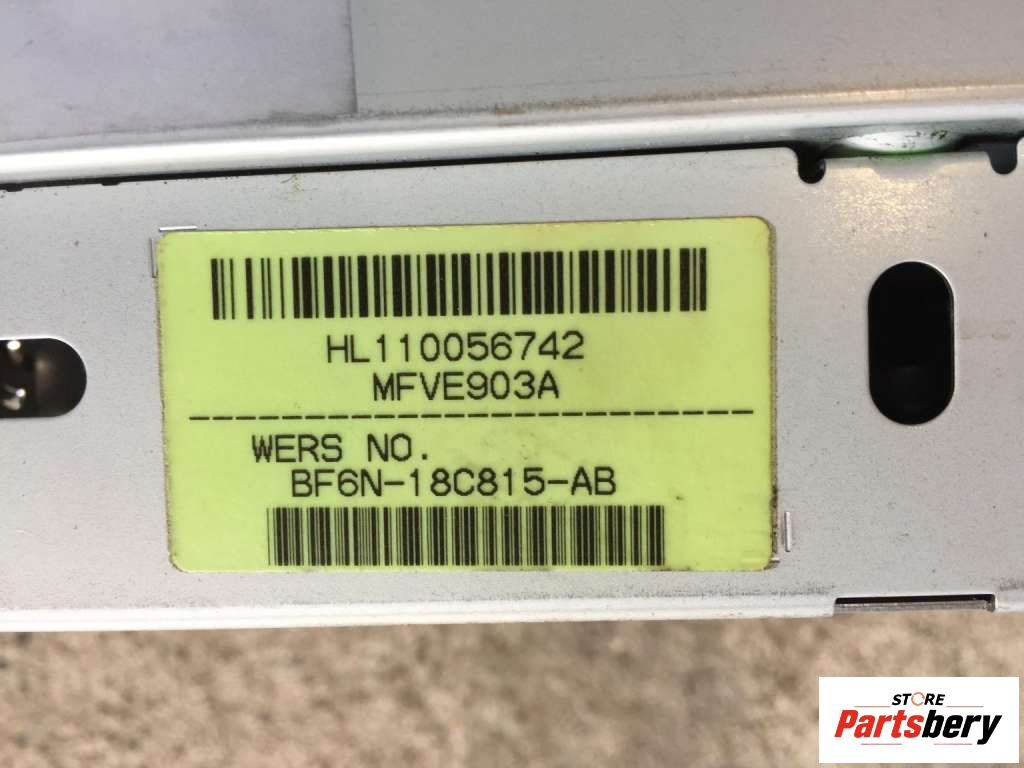 HL110056742
MFVE903A
WERS NO.
BF6N-18C815-AB
STORE
Partsbery